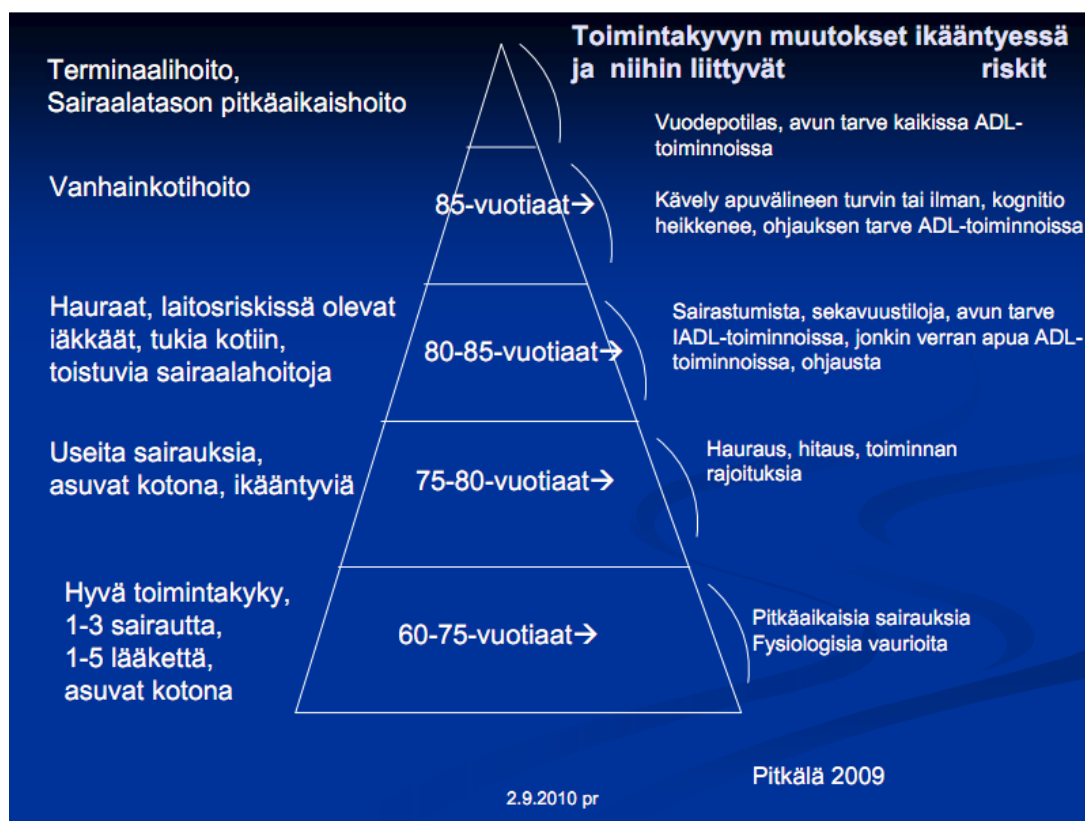 Toimintakyvyn muutokset ikääntyessä
ja niihin liittyvät riskit
Terminaalihoito,
Sairaalatason pitkäaikaishoito
Vuodepotilas, avun tarve kaikissa ADL-
toiminnoissa
Vanhainkotihoito
85-vuotiaat→
Kävely apuvälineen turvin tai ilman, kognitio
heikkenee, ohjauksen tarve ADL-toiminnoissa
Hauraat, laitosriskissä olevat
iäkkäät, tukia kotiin,
toistuvia sairaalahoitoja
80-85-vuotiaat→
Sairastumista, sekavuustiloja, avun tarve
IADL-toiminnoissa, jonkin verran apua ADL-
toiminnoissa, ohjausta
Useita sairauksia,
asuvat kotona, ikääntyviä
75-80-vuotiaat→
Hauraus, hitaus, toiminnan
rajoituksia
Hyvä toimintakyky,
1-3 sairautta,
1-5 lääkettä,
asuvat kotona
60-75-vuotiaat→
Pitkäaikaisia sairauksia
Fysiologisia vaurioita
Pitkälä 2009
2.9.2010 pr